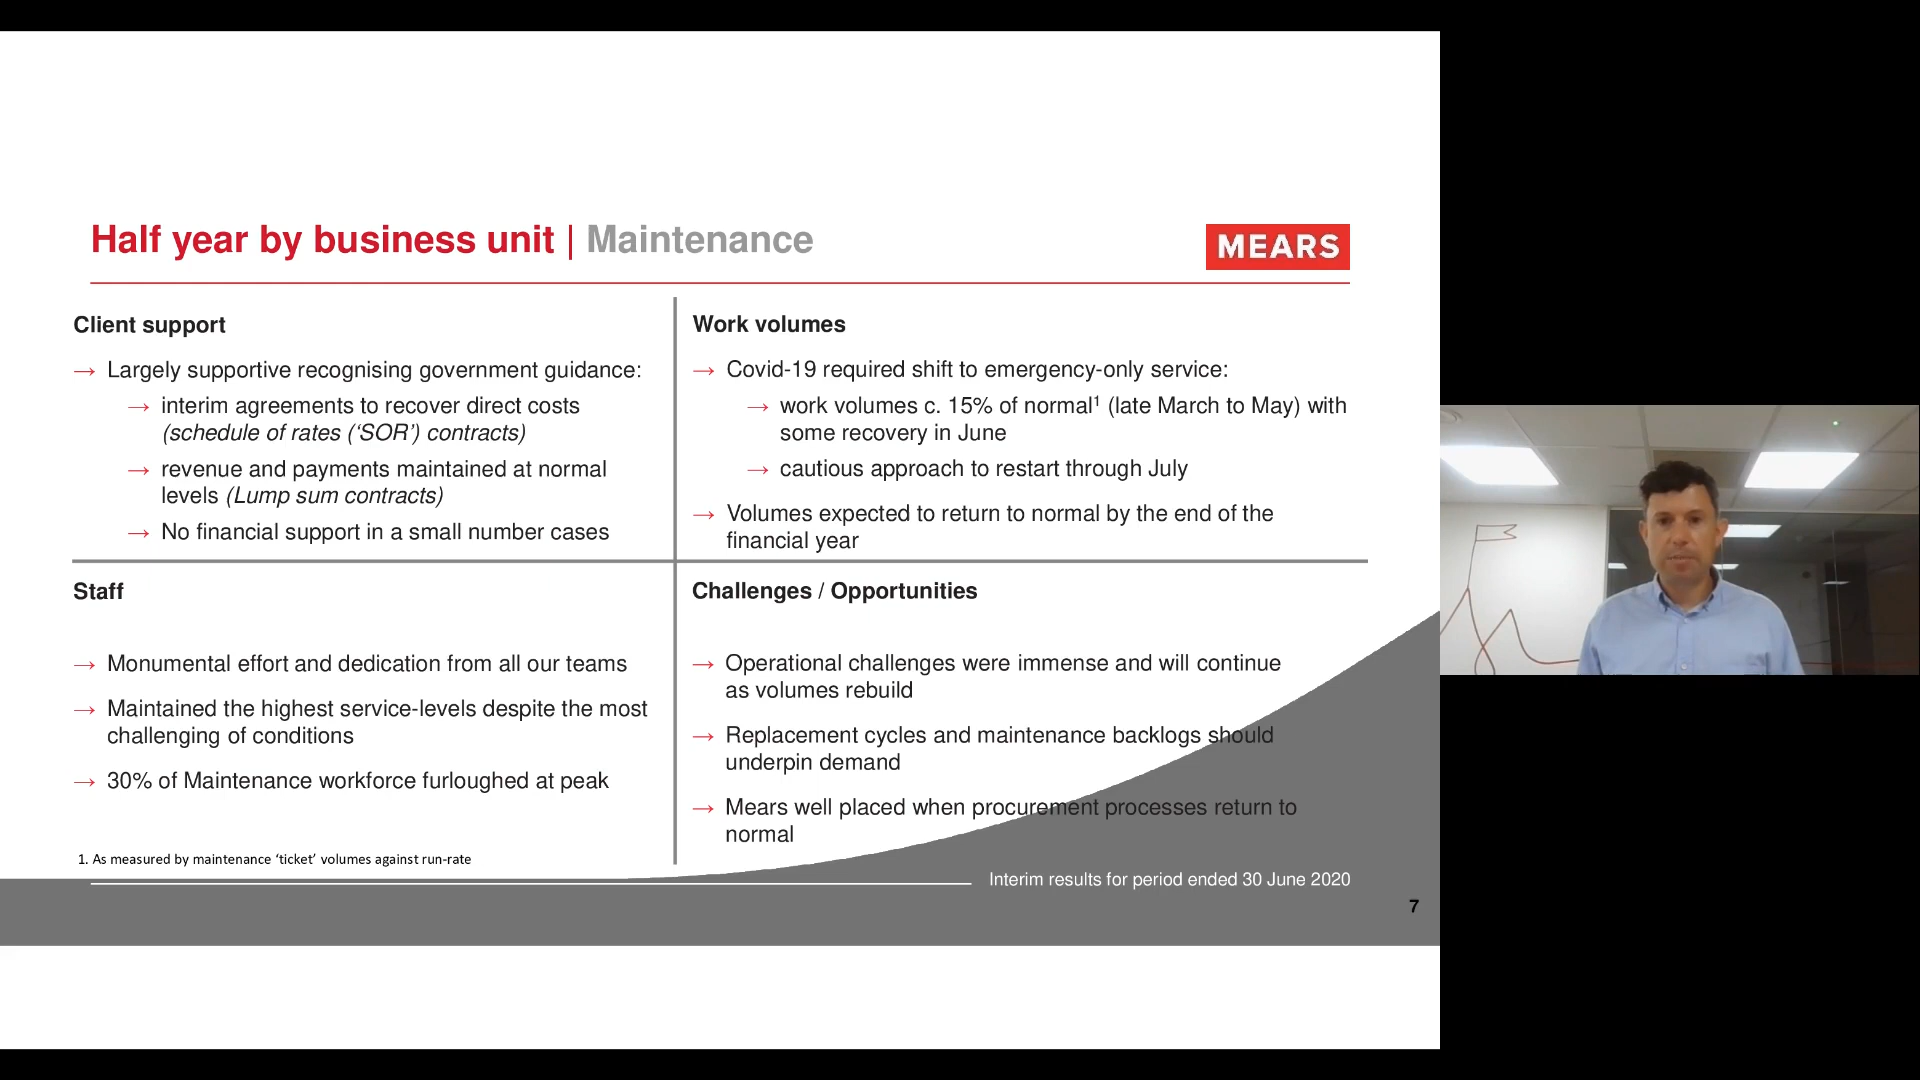 Half year by business unit | Maintenance
MEARS
Client support
→ Largely supportive recognising government guidance:
→ interim agreements to recover direct costs
(schedule of rates (‘SOR’) contracts)
→ revenue and payments maintained at normal
levels (Lump sum contracts)
→ No financial support in a small number cases
Work volumes
→ Covid-19 required shift to emergency-only service:
→ work volumes c. 15% of normal¹ (late March to May) with
some recovery in June
→ cautious approach to restart through July
→ Volumes expected to return to normal by the end of the
financial year
Staff
→ Monumental effort and dedication from all our teams
→ Maintained the highest service-levels despite the most
challenging of conditions
→ 30% of Maintenance workforce furloughed at peak
Challenges / Opportunities
→ Operational challenges were immense and will continue
as volumes rebuild
→ Replacement cycles and maintenance backlogs should
underpin demand
→ Mears well placed when procurement processes return to
normal
1. As measured by maintenance ‘ticket’ volumes against run-rate
Interim results for period ended 30 June 2020
7